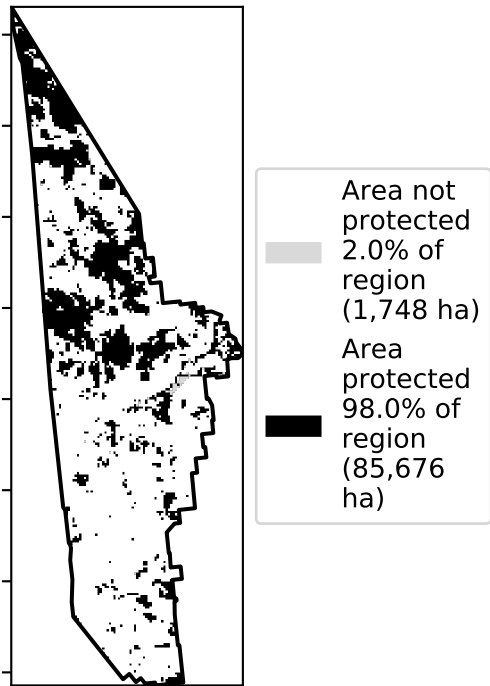 Area not
protected
2.0% of
region
(1,748 ha)
Area
protected
98.0% of
region
(85,676
ha)